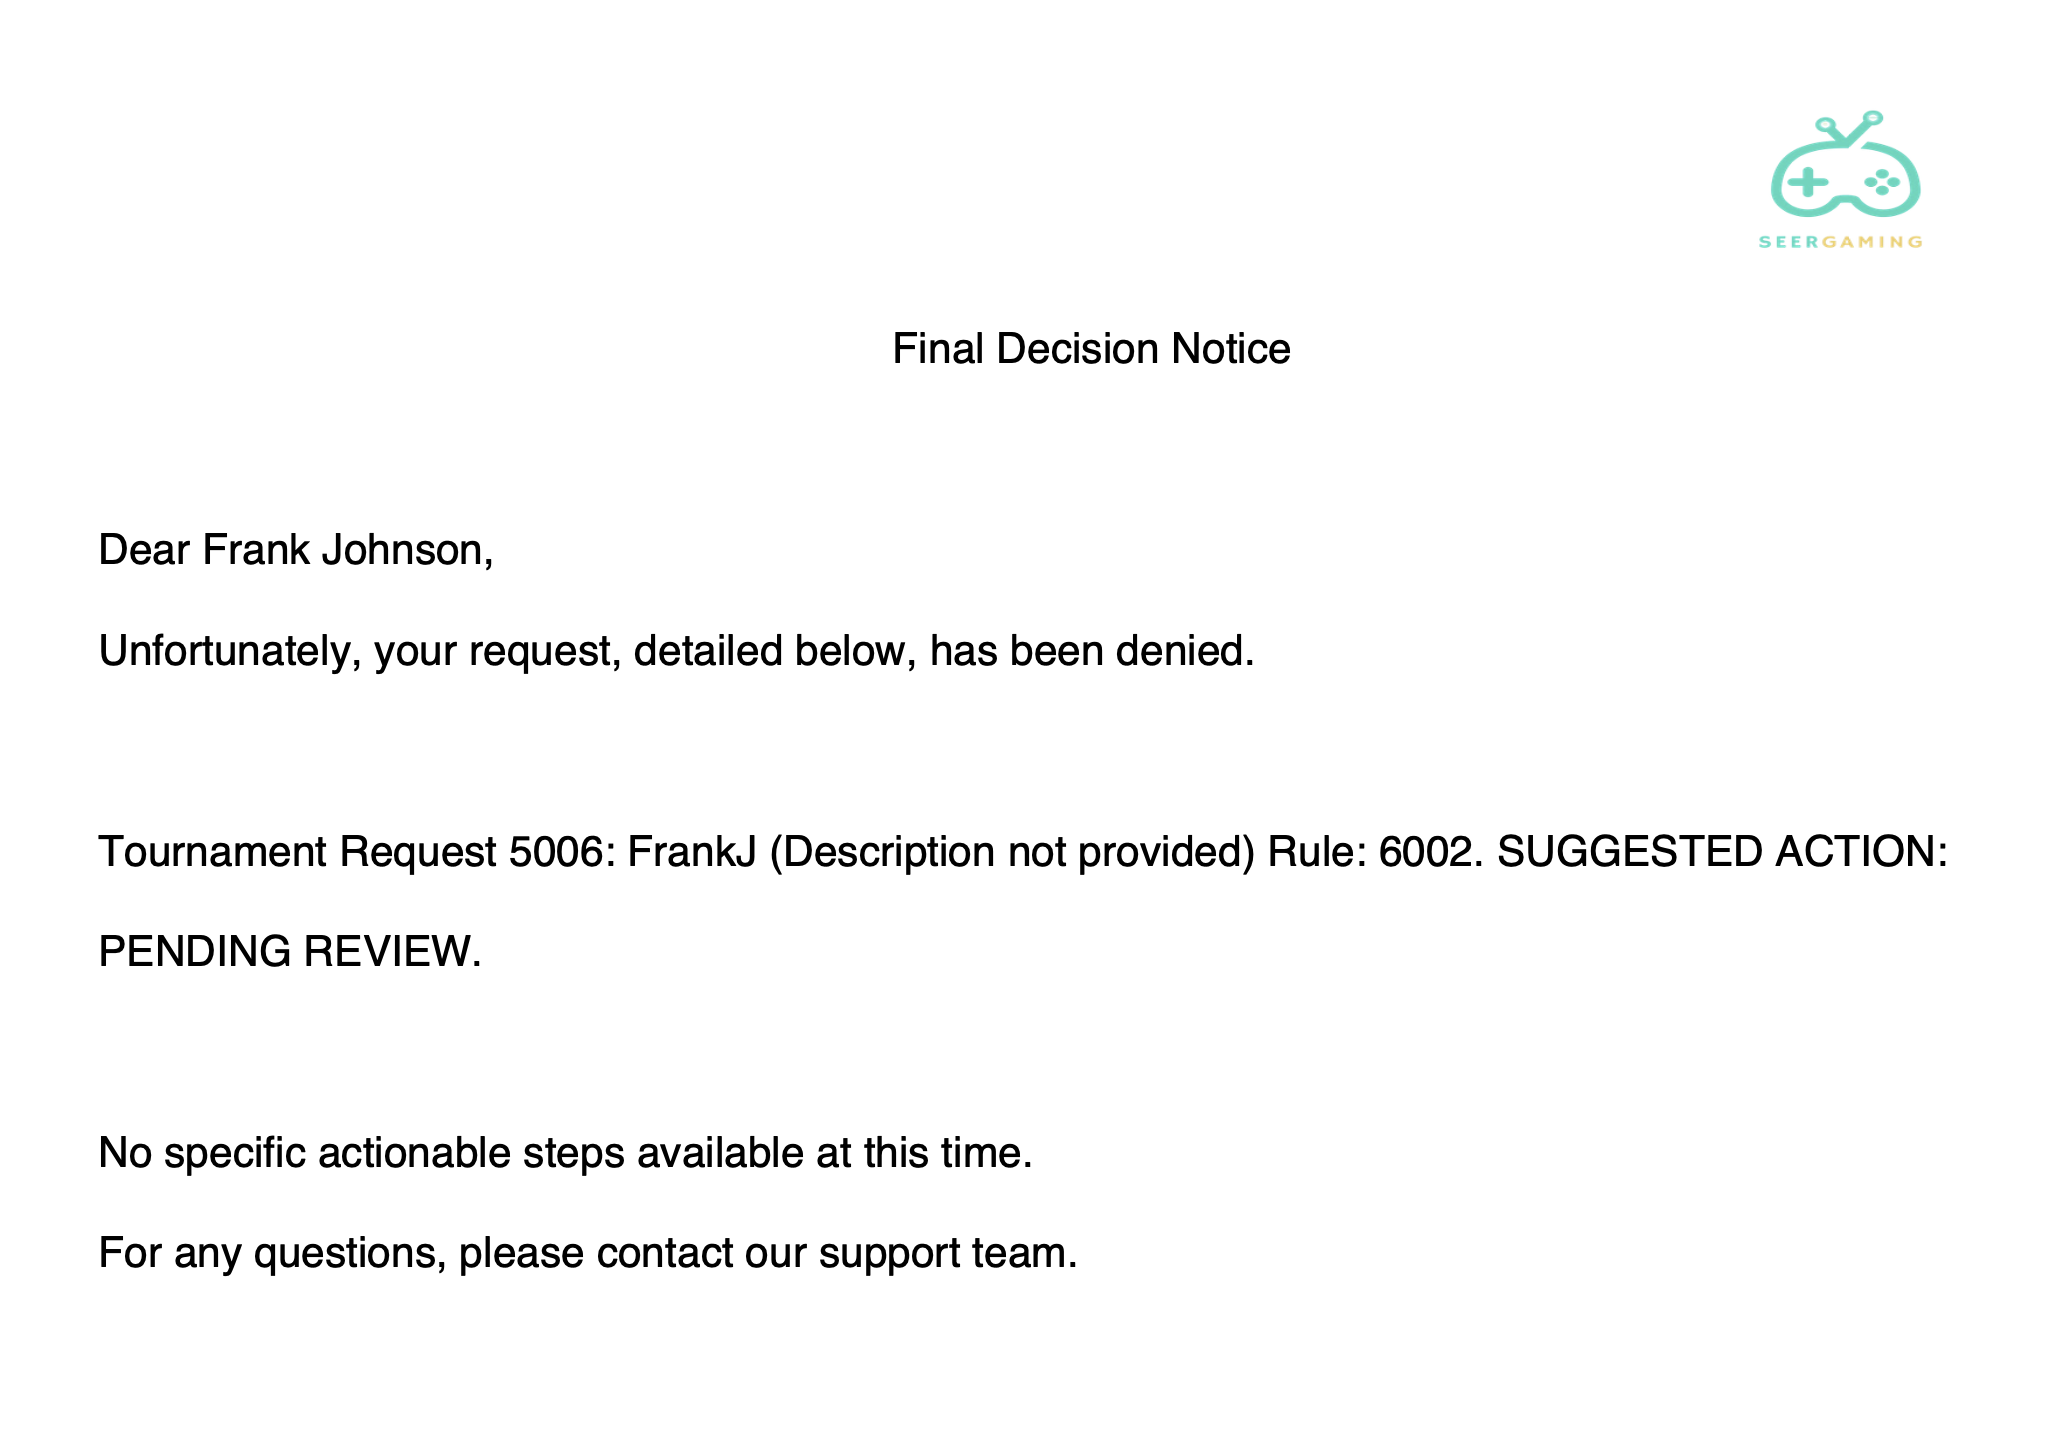 SEERGAMING
Final Decision Notice
Dear Frank Johnson,
Unfortunately, your request, detailed below, has been denied.
Tournament Request 5006: FrankJ (Description not provided) Rule: 6002. SUGGESTED ACTION:
PENDING REVIEW.
No specific actionable steps available at this time.
For any questions, please contact our support team.